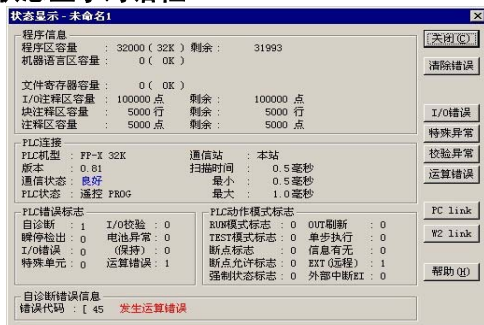 状态显示 - 未命名1
程序信息
程序区容量 : 32000 ( 32K ) 剩余 : 31993
机器语言区容量 : 0 ( 0K )
文件寄存器容量 : 0 ( 0K )
I/O注释区容量 : 100000 点 剩余 : 100000 点
块注释区容量 : 5000 行 剩余 : 5000 行
注释区容量 : 5000 点 剩余 : 5000 点
PLC连接
PLC机型 : FP-X 32K 通信站 : 本站
版本 : 0.81 扫描时间 : 0.5毫秒
通信状态 : 良好 最小 : 0.5毫秒
PLC状态 : 遥控 PROG 最大 : 1.0毫秒
PLC错误标志
自诊断 : 1 I/O校验 : 0
瞬停检出 : 0 电池异常 : 0
I/O错误 : 0 (保持) : 0
特殊单元 : 0 运算错误 : 1
PLC动作模式标志
RUN模式标志 : 0 OUT刷新 : 0
TEST模式标志 : 0 单步执行 : 0
断点标志 : 0 信息有无 : 0
断点允许标志 : 0 EXT(远程) : 1
强制状态标志 : 0 外部中断EI : 0
自诊断错误信息
错误代码 : [ 45 发生运算错误
关闭(C)
清除错误
I/O错误
特殊异常
校验异常
运算错误
PC link
W2 link
帮助(H)